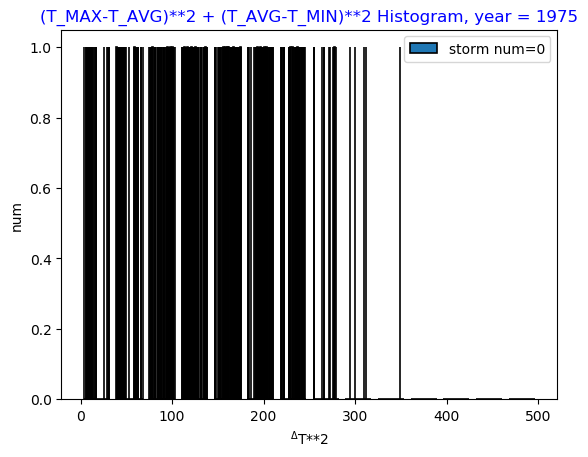 (T_MAX-T_AVG)**2 + (T_AVG-T_MIN)**2 Histogram, year = 1975
1.0
storm num=0
0.8
0.6
num
0.4
0.2
0.0
0 100 200 300 400 500
ΔT**2